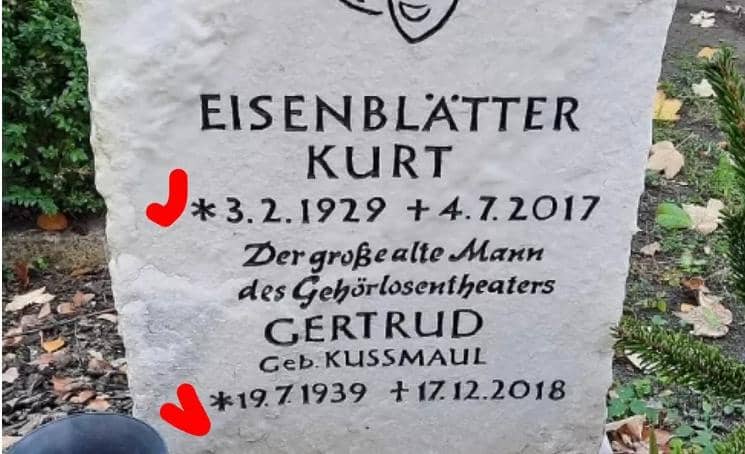 EISENBLÄTTER
KURT
* 3.2.1929 + 4.7.2017
Der große alte Mann
des Gehörlosentheaters
GERTRUD
Geb. KUSSMAUL
*19.7.1939 +17.12.2018